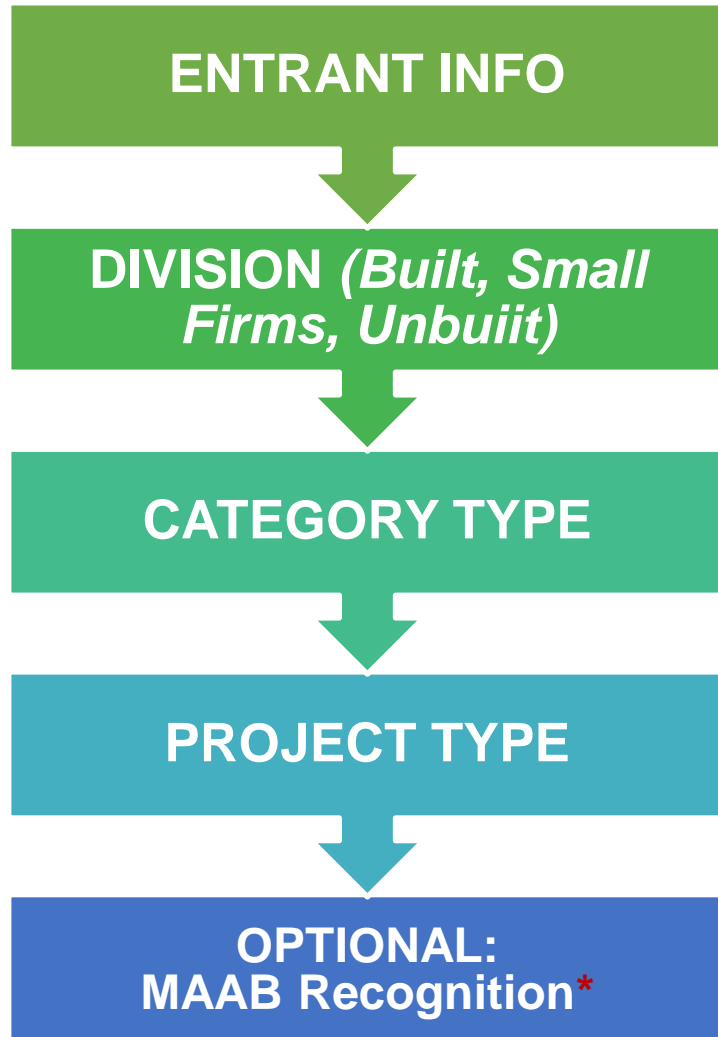 ENTRANT INFO
DIVISION (Built, Small
Firms, Unbuiit)
CATEGORY TYPE
PROJECT TYPE
OPTIONAL:
MAAB Recognition*